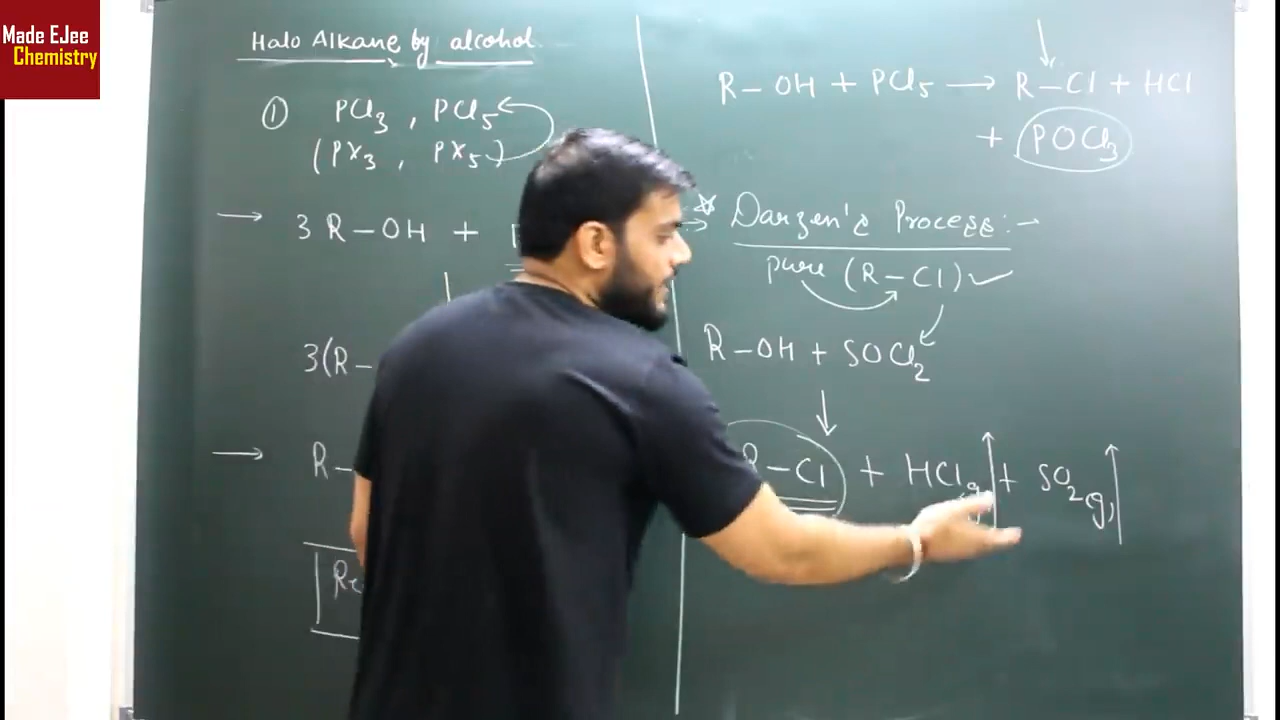 Made EJee
Chemistry
Halo Alkane by alcohol
① PCl3 , PCl5
(PX3 , PX5)
→ 3 R–OH +
3(R–
→ R–
R–OH + PCl5 → R–Cl + HCl
+ POCl3
Darzen's Process:-
pure (R–Cl) ✓
R–OH + SOCl2
↓
R–Cl + HCl(g) ↑ + SO2(g) ↑